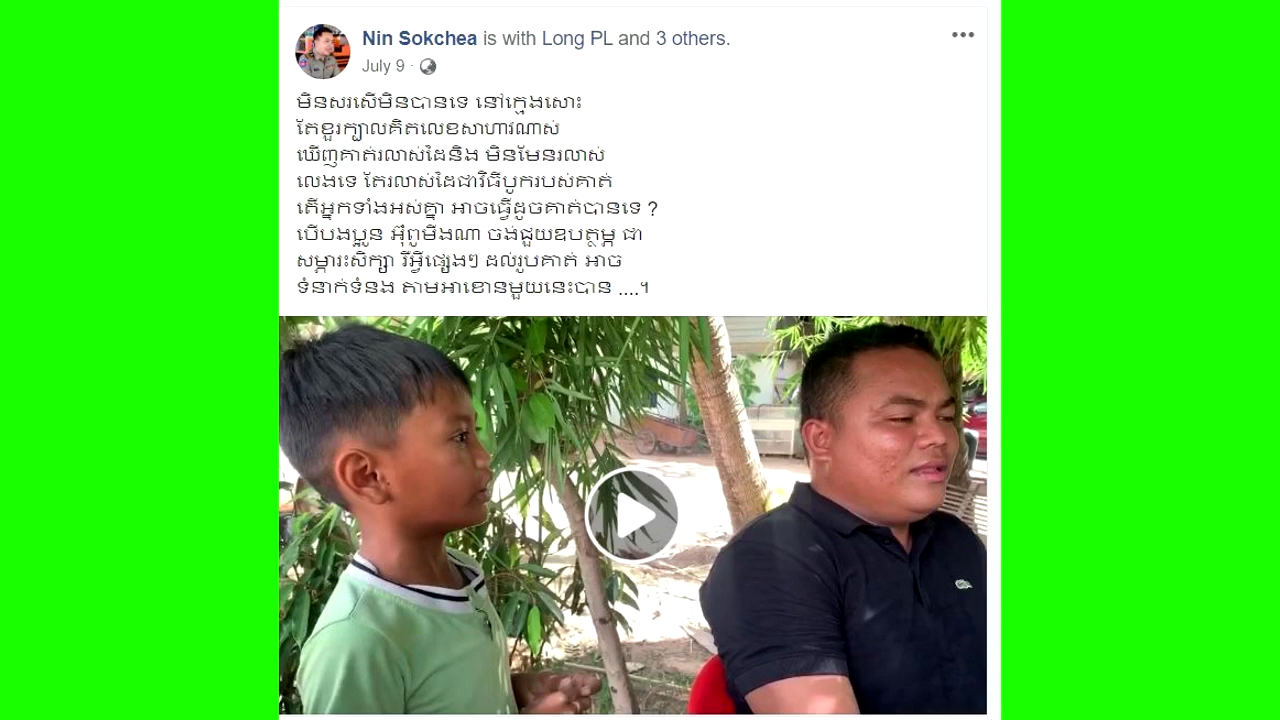 Nin Sokchea is with Long PL and 3 others.
July 9 ·
មិនសរសើមិនបានទេ នៅក្មេងសោះ
តែខួរក្បាលគិតលេខសាហាវណាស់
ឃើញគាត់រលាស់ដៃនិង មិនមែនរលាស់
លេងទេ តែរលាស់ដៃជាវិធីបូករបស់គាត់
តើអ្នកទាំងអស់គ្នា អាចធ្វើដូចគាត់បានទេ ?
បើបងប្អូន អ៊ុំពូមីងណា ចង់ជួយឧបត្ថម្ភ ជា
សម្ភារះសិក្សា រឺអ្វីផ្សេងៗ ដល់រូបគាត់ អាច
ទំនាក់ទំនង តាមអាខោនមួយនេះបាន ....។